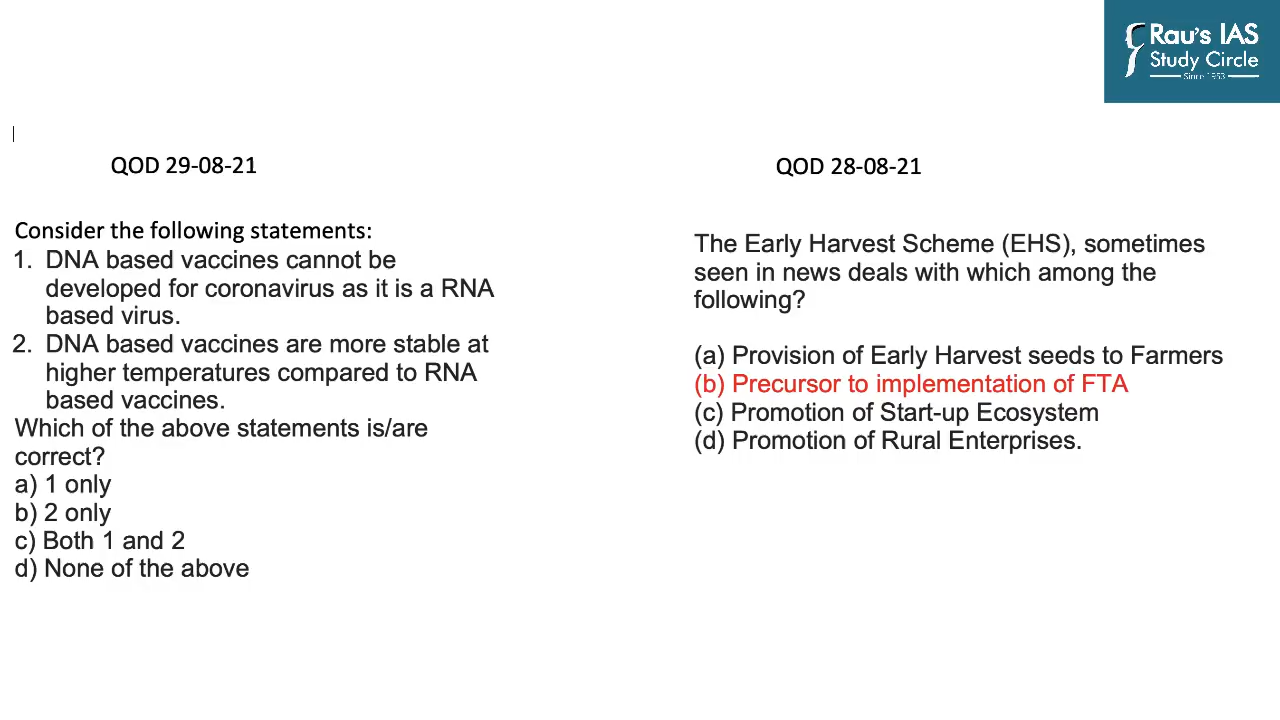 Rau's IAS
Study Circle
Since 1953
QOD 29-08-21
Consider the following statements:
1. DNA based vaccines cannot be
developed for coronavirus as it is a RNA
based virus.
2. DNA based vaccines are more stable at
higher temperatures compared to RNA
based vaccines.
Which of the above statements is/are
correct?
a) 1 only
b) 2 only
c) Both 1 and 2
d) None of the above
QOD 28-08-21
The Early Harvest Scheme (EHS), sometimes
seen in news deals with which among the
following?
(a) Provision of Early Harvest seeds to Farmers
(b) Precursor to implementation of FTA
(c) Promotion of Start-up Ecosystem
(d) Promotion of Rural Enterprises.